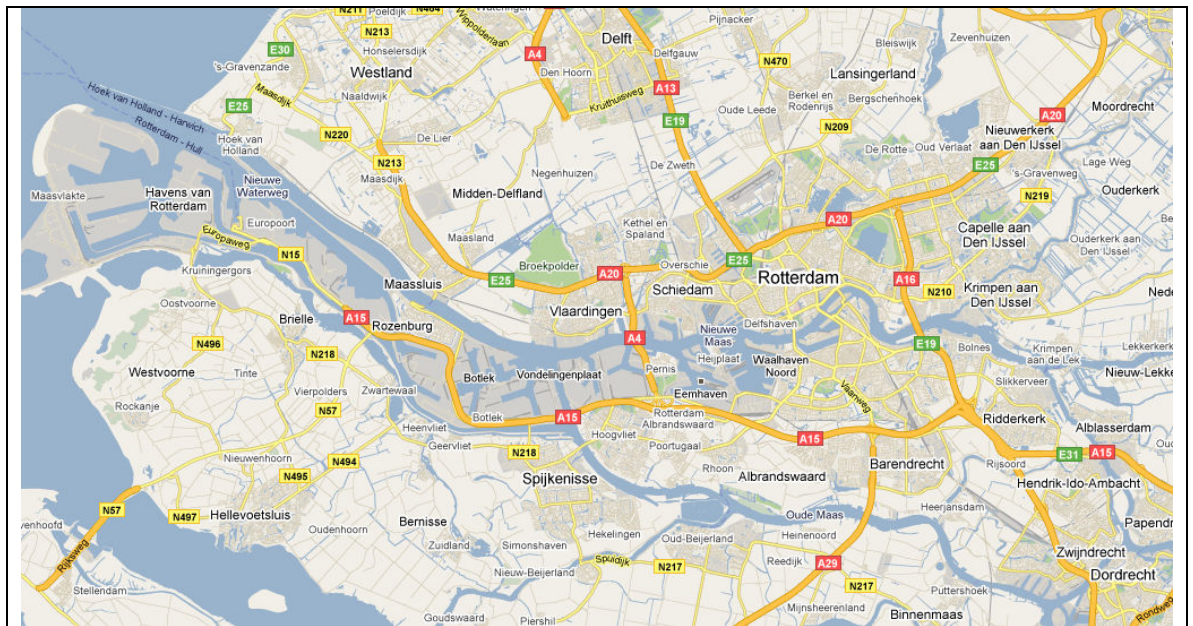 N211
N464
Wateringen
Poeldijk
N213
Wippolderlaan
E30
Honselersdijk
A4
Delft
Pijnacker
Delfgauw
Bleiswijk
Zevenhuizen
's-Gravenzande
Westland
Den Hoorn
N470
Lansingerland
Maasdijk
Naaldwijk
Kruithuisweg
A13
Berkel en
Rodenrijs
Bergschenhoek
Moordrecht
Hoek van Holland - Harwich
Rotterdam - Hull
E25
N220
Oude Leede
E19
N209
A20
Nieuwerkerk
aan Den IJssel
Hoek van
Holland
De Lier
N213
Maasdijk
Negenhuizen
De Zweth
De Rotte
Oud Verlaat
E25
Lage Weg
's-Gravenweg
Maasvlakte
Havens van
Rotterdam
Nieuwe
Waterweg
Midden-Delfland
N219
Ouderkerk
Europoort
Kethel en
Spaland
A20
Capelle aan
Den IJssel
Europaweg
N15
Maasland
Ouderkerk aan
Den IJssel
Be
Kruiningergors
Broekpolder
Overschie
E25
Maassluis
E25
A20
Schiedam
Rotterdam
A16
N210
Krimpen aan
Den IJssel
Nede
Oostvoorne
Brielle
A15
Rozenburg
Vlaardingen
Nieuwe
Maas
Delfshaven
N496
N218
A4
E19
Bolnes
Krimpen
aan de Lek
Lekkerkerk
Westvoorne
Tinte
Vierpolders
Zwartewaal
Botlek
Vondelingenplaat
Pernis
Heijplaat
Waalhaven
Noord
Slikkerveer
Nieuw-Lekke
Rockanje
N57
Eemhaven
Vaanweg
Botlek
A15
Rotterdam
Albrandswaard
Ridderkerk
Alblasserdam
Heenvliet
Hoogvliet
A15
Geervliet
N218
Poortugaal
Ou
Nieuwenhoorn
N494
N495
Rhoon
Barendrecht
Rijsoord
E31
A15
Spijkenisse
Albrandswaard
Hendrik-Ido-Ambacht
N57
N497
Hellevoetsluis
Oudenhoorn
Bernisse
Oude Maas
Heerjansdam
Papendr
venhoofd
Hekelingen
Oud-Beijerland
Heinenoord
Zuidland
Simonshaven
Zwijndrecht
Rijksweg
Spuidijk
N217
Reedijk
A29
Nieuw-Beijerland
N217
Puttershoek
Dordrecht
Stellendam
Goudswaard
Piershil
Mijnsheerenland
Binnenmaas
Rondweg